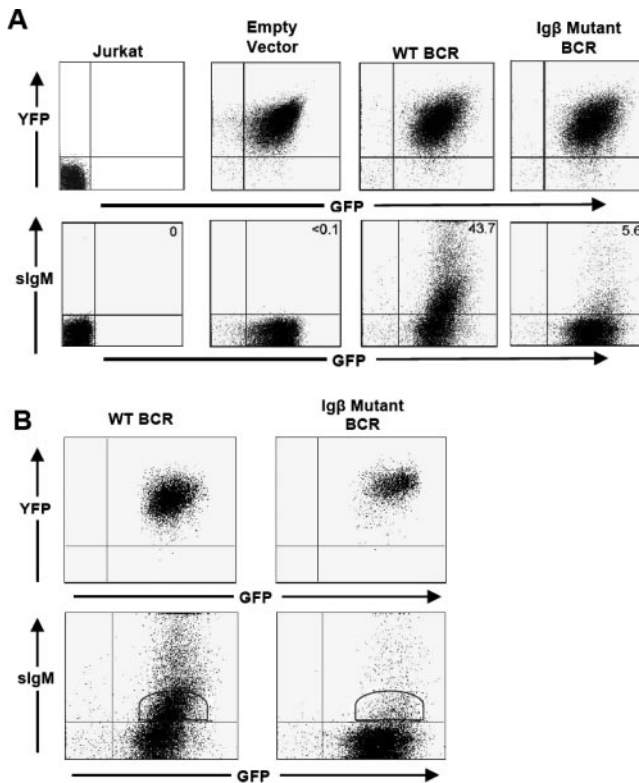 A
Jurkat
Empty
Vector
WT BCR
Igβ Mutant
BCR
YFP
GFP
0
<0.1
43.7
5.6
sIgM
GFP
B
WT BCR
Igβ Mutant
BCR
YFP
GFP
sIgM
GFP